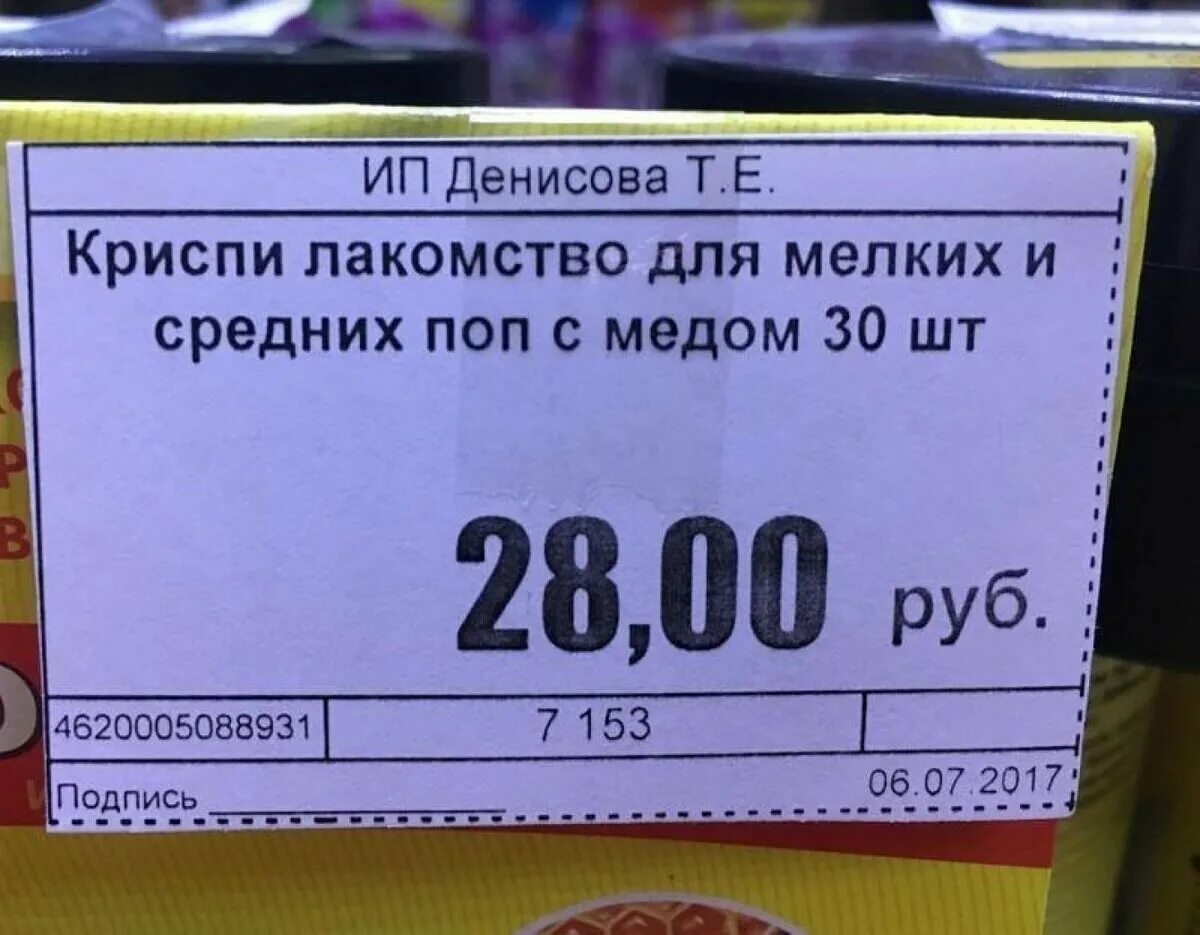 ИП Денисова Т.Е.
Криспи лакомство для мелких и
средних поп с медом 30 шт
28,00 руб.
4620005088931 7 153
06.07.2017
Подпись